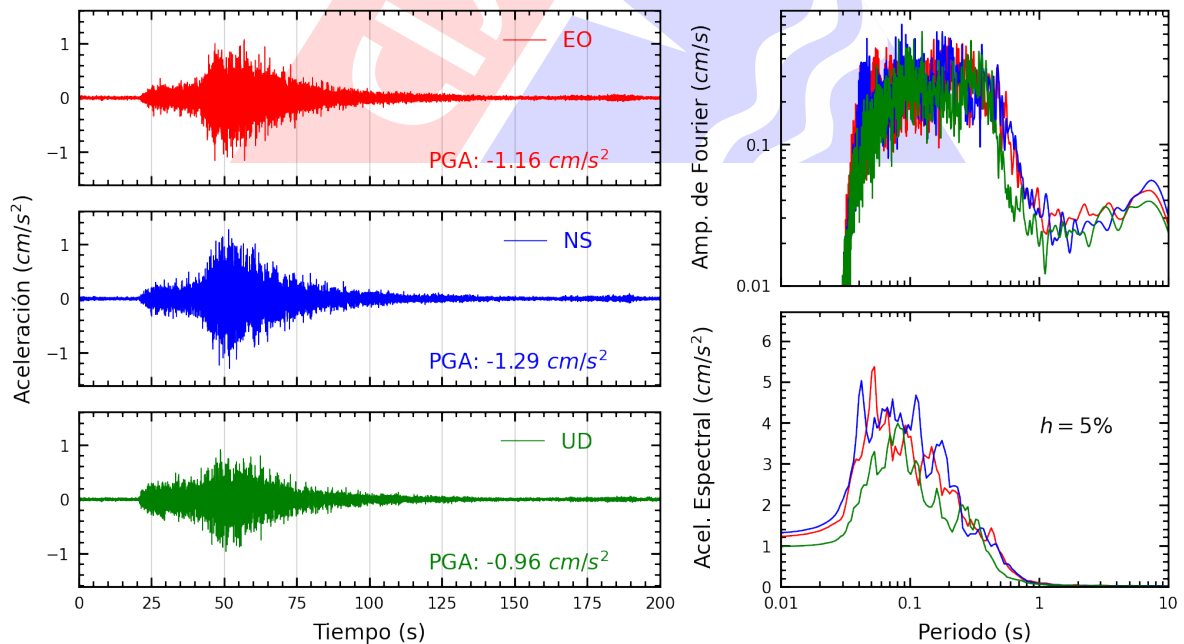 Aceleración (cm/s²)
1
0
−1
EO
PGA: -1.16 cm/s²
1
0
−1
NS
PGA: -1.29 cm/s²
1
0
−1
UD
PGA: -0.96 cm/s²
0 25 50 75 100 125 150 175 200
Tiempo (s)
Amp. de Fourier (cm/s)
0.1
0.01
Acel. Espectral (cm/s²)
6
5
4
3
2
1
0
h = 5%
0.01 0.1 1 10
Periodo (s)